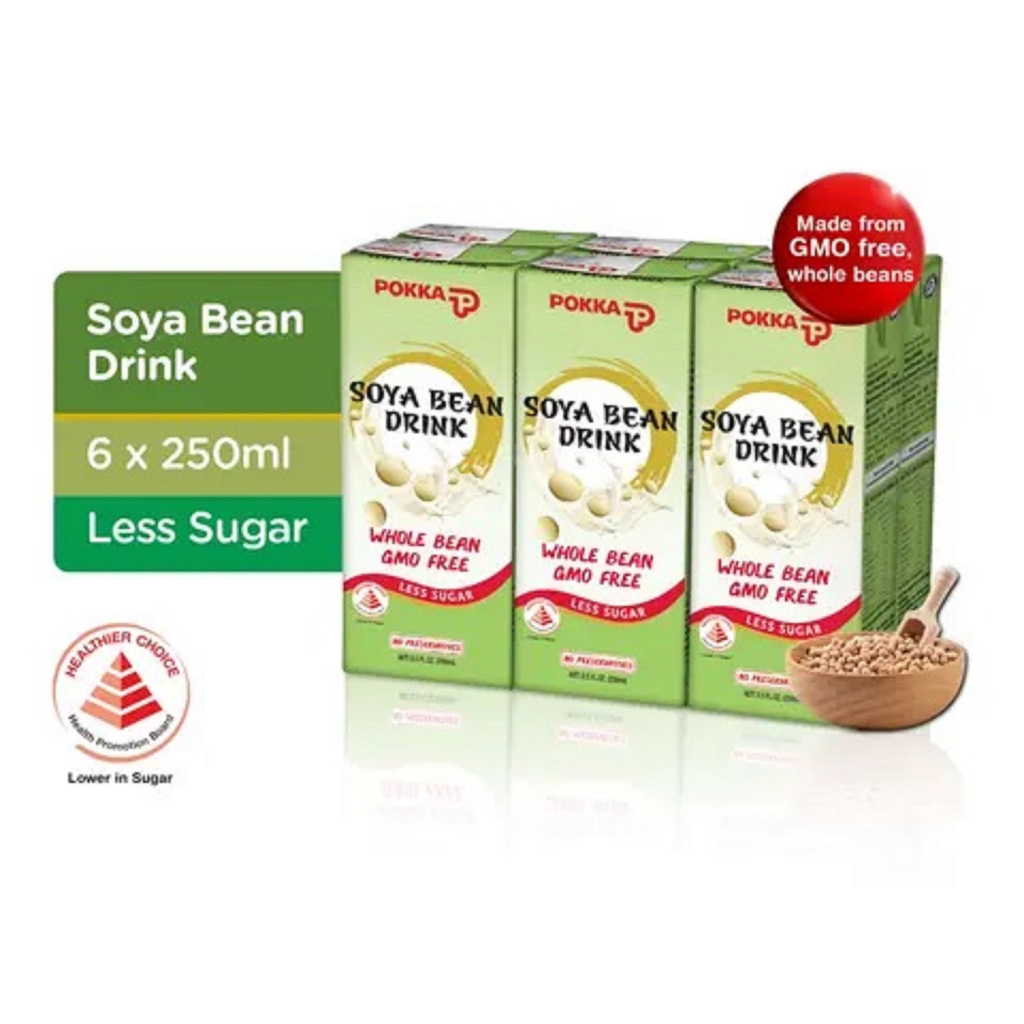 Soya Bean
Drink
6 x 250ml
Less Sugar
HEALTHIER CHOICE
Health Promotion Board
Lower in Sugar
Made from
GMO free,
whole beans
POKKA
SOYA BEAN
DRINK
WHOLE BEAN
GMO FREE
LESS SUGAR
NO PRESERVATIVES
POKKA
SOYA BEAN
DRINK
WHOLE BEAN
GMO FREE
LESS SUGAR
NO PRESERVATIVES
POKKA
SOYA BEAN
DRINK
WHOLE BEAN
GMO FREE
LESS SUGAR